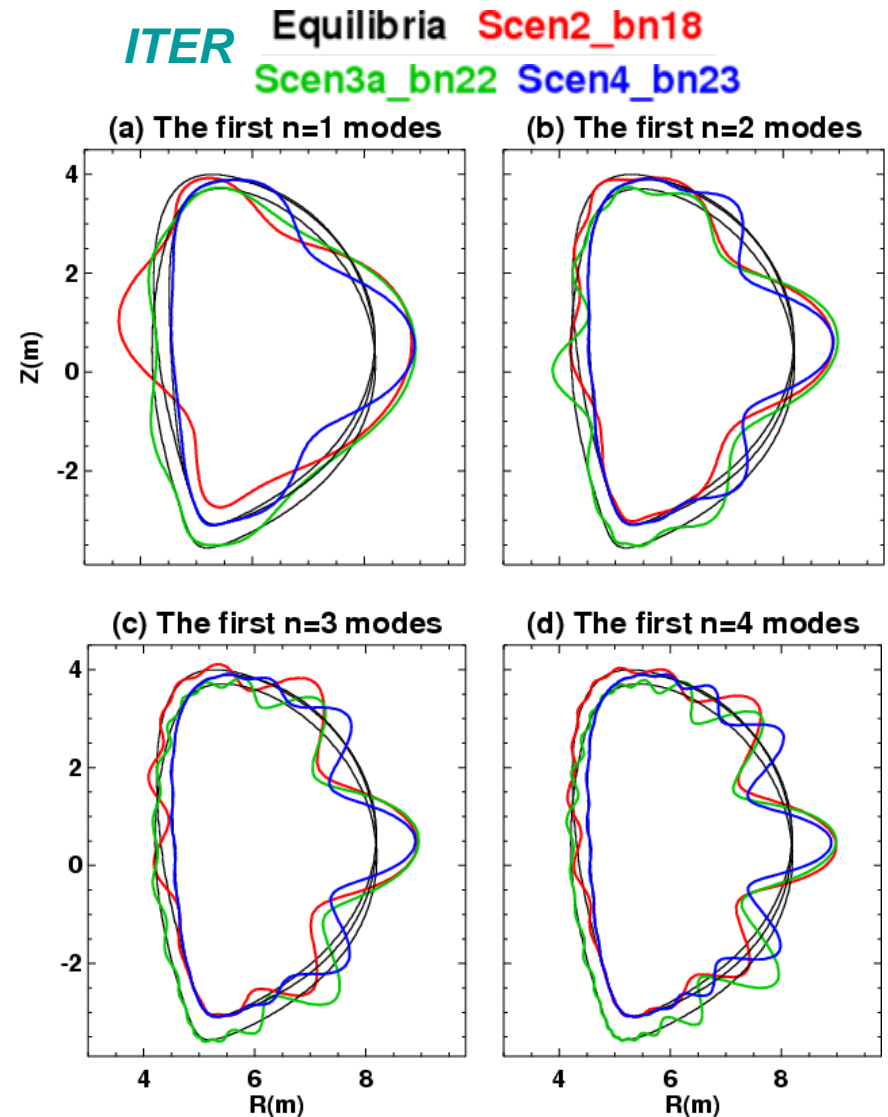 ITER Equilibria Scen2_bn18
Scen3a_bn22 Scen4_bn23
(a) The first n=1 modes
(b) The first n=2 modes
4
2
0
-2
Z(m)
(c) The first n=3 modes
(d) The first n=4 modes
4
2
0
-2
4 6 8
R(m)
4 6 8
R(m)